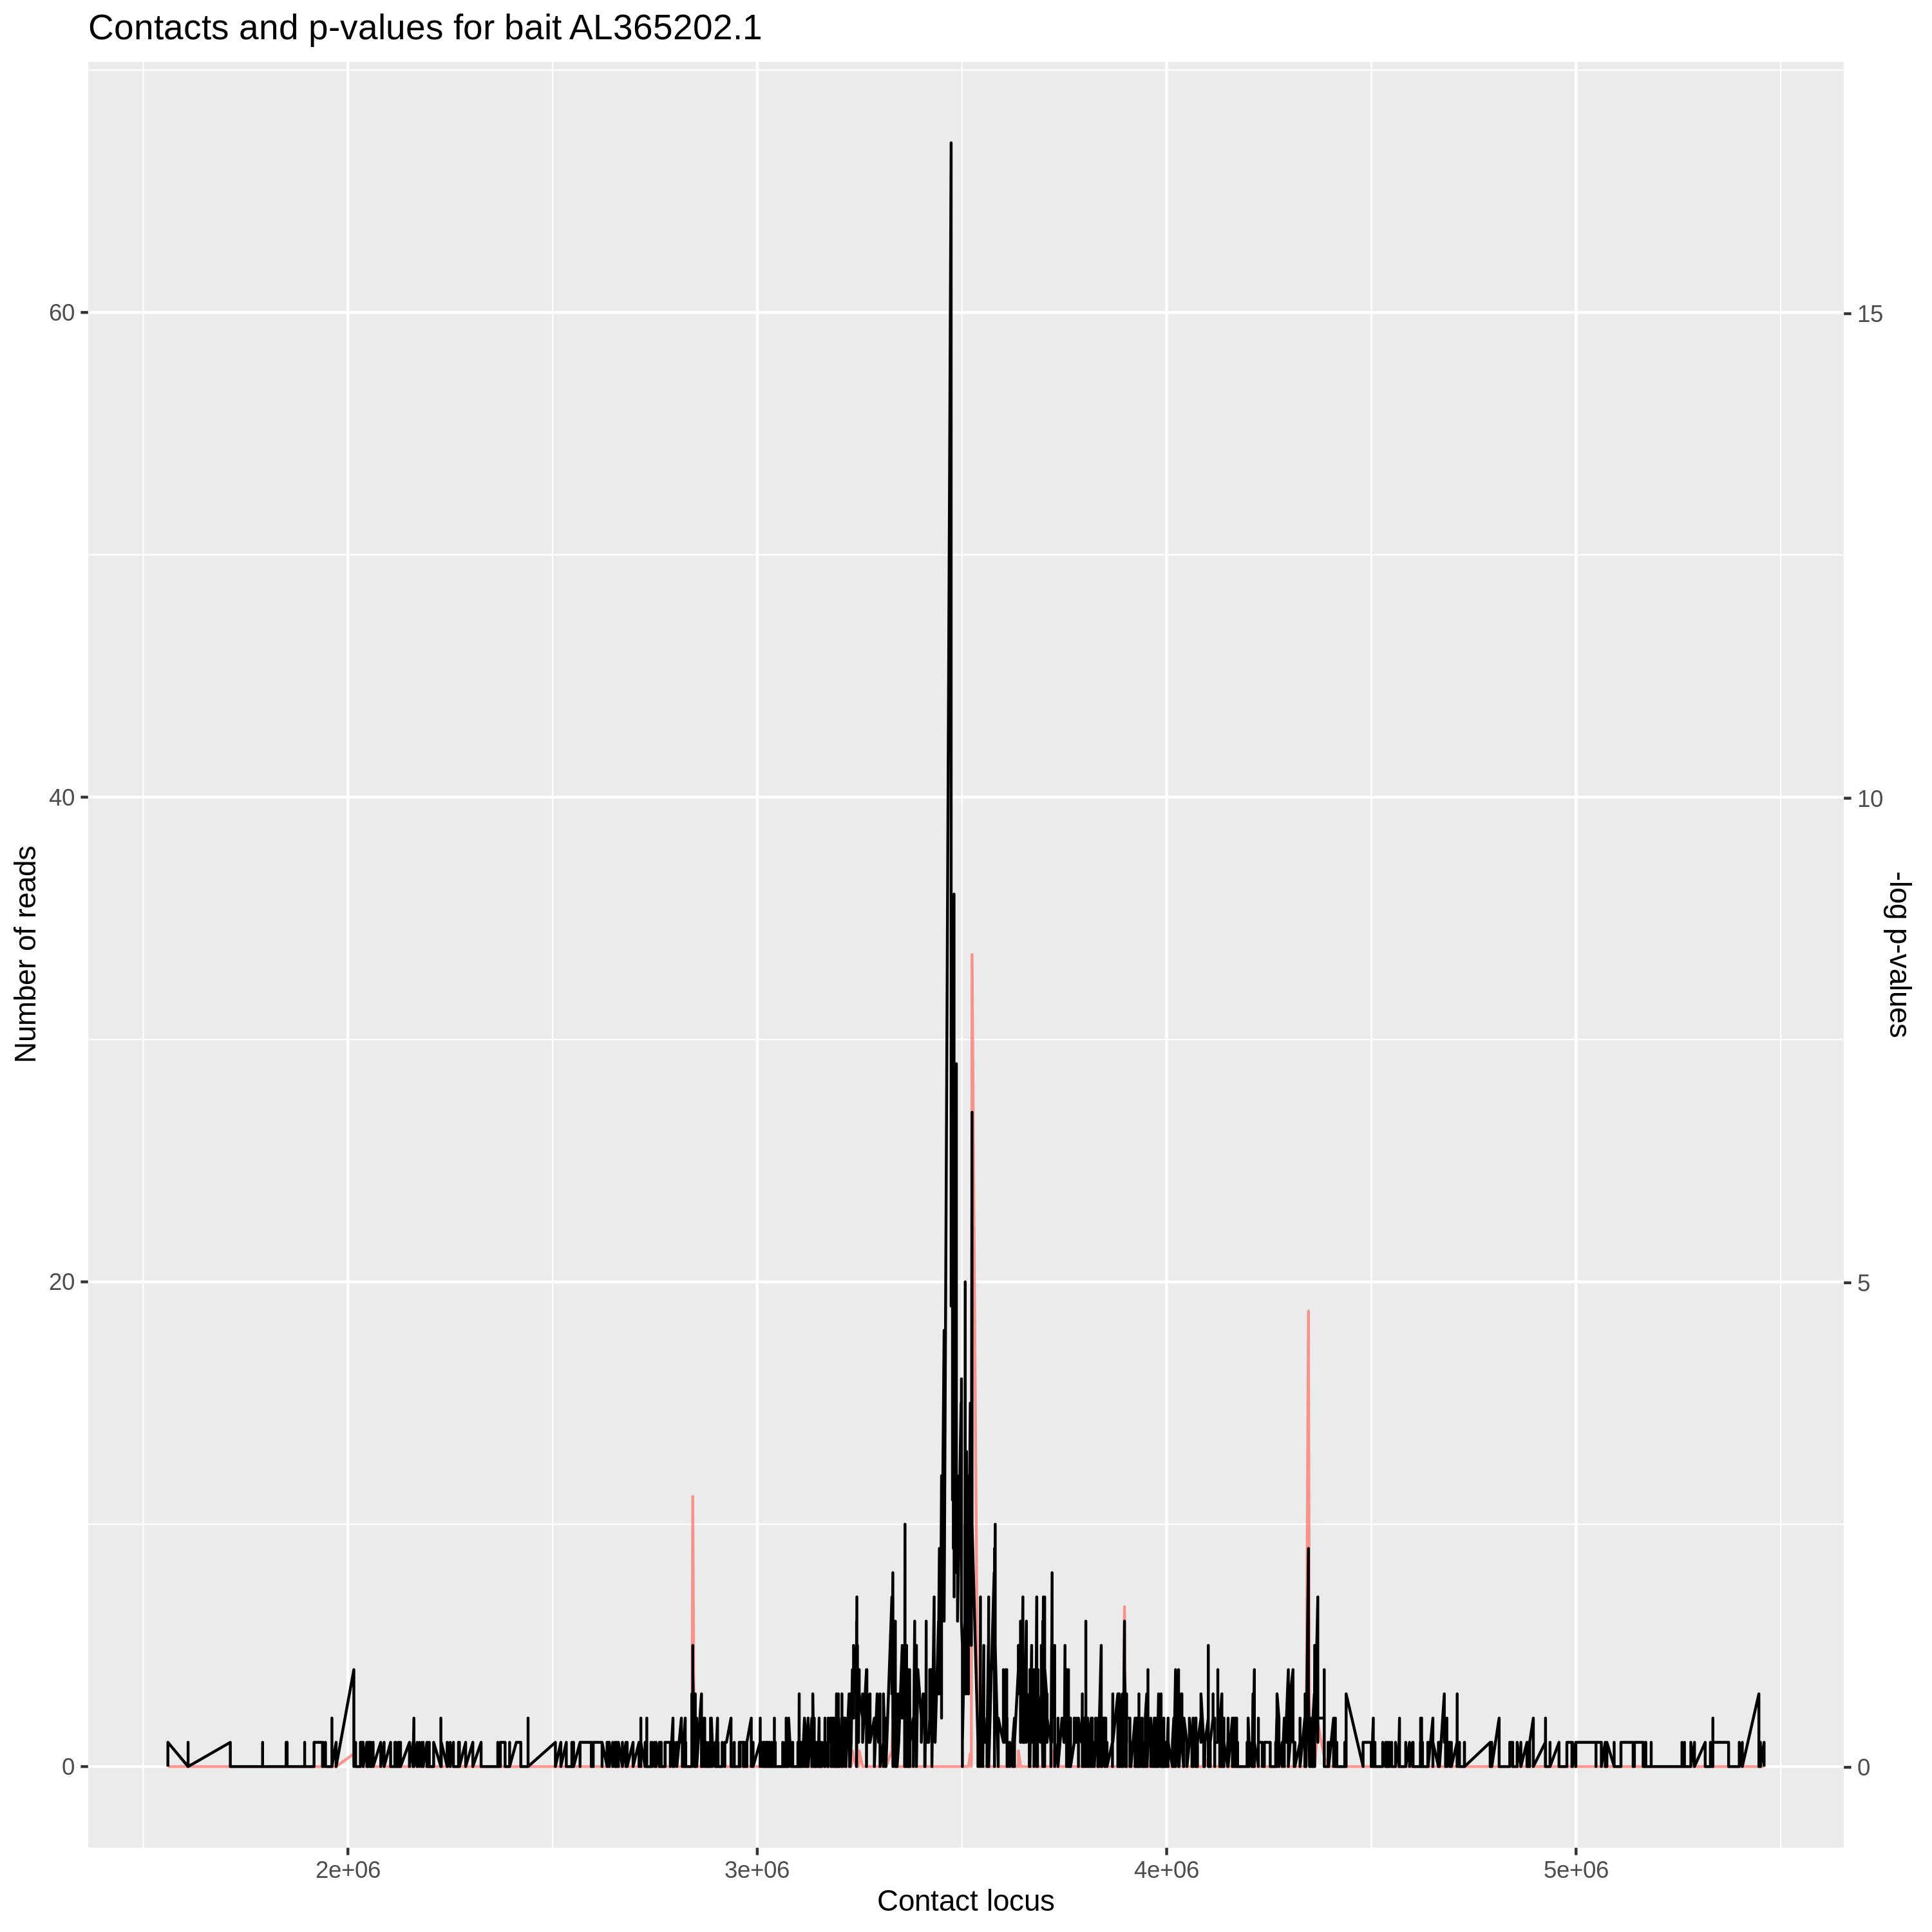 Contacts and p-values for bait AL365202.1
60
40
20
0
Number of reads
15
10
5
0
-log p-values
2e+06 3e+06 4e+06 5e+06
Contact locus